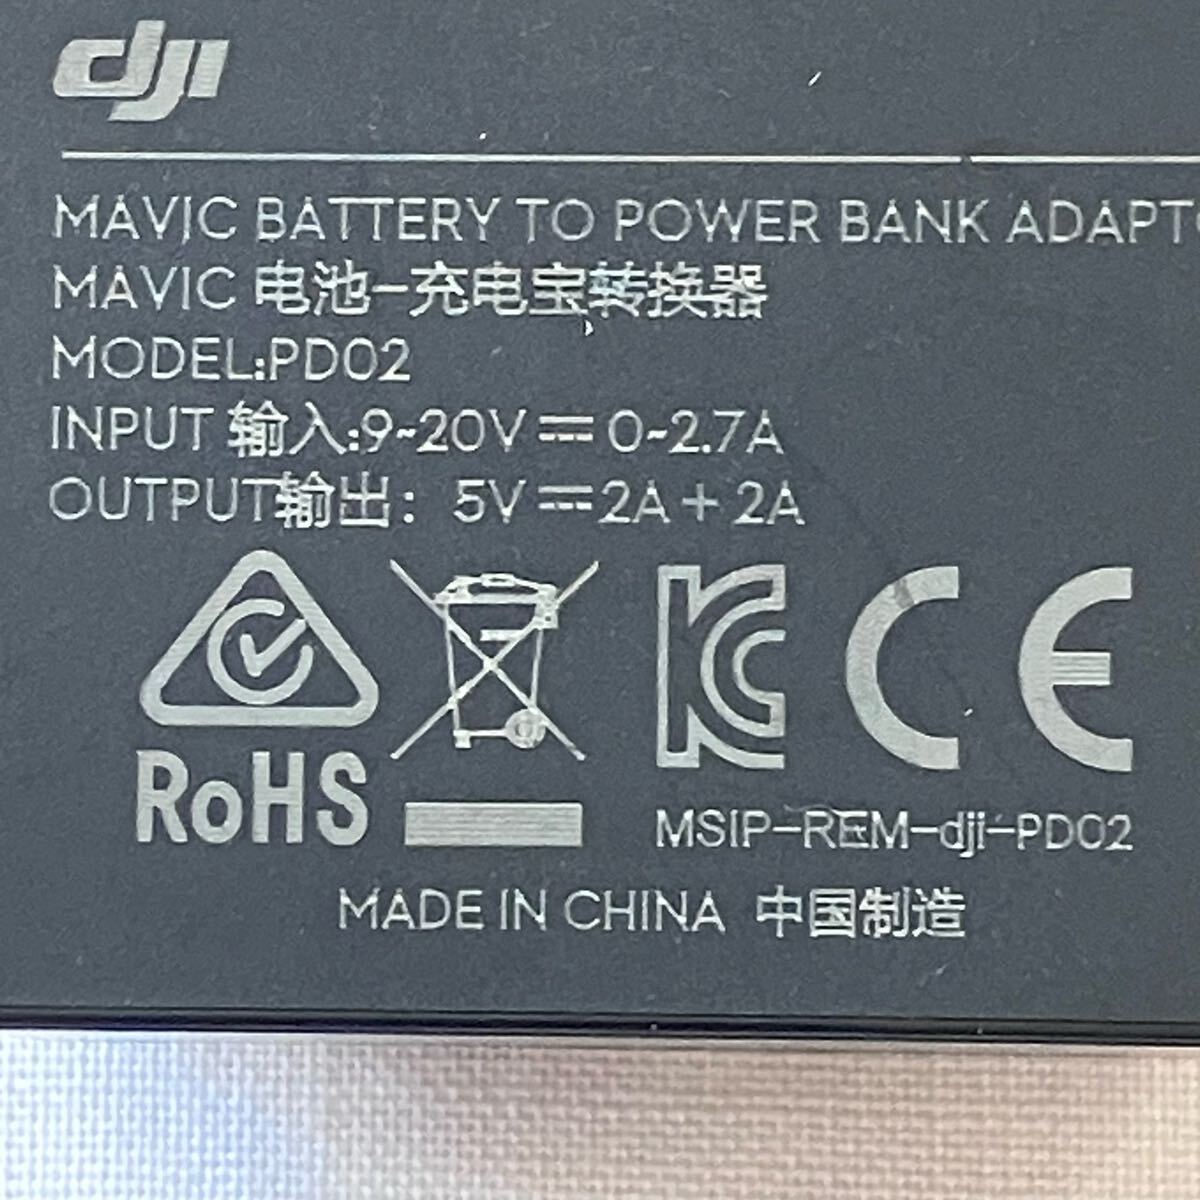 dji
MAVIC BATTERY TO POWER BANK ADAPT
MAVIC 电池-充电宝转换器
MODEL:PD02
INPUT 输入:9~20V⎓0~2.7A
OUTPUT输出: 5V⎓2A+2A
RoHS
KC CE
MSIP-REM-dji-PD02
MADE IN CHINA 中国制造